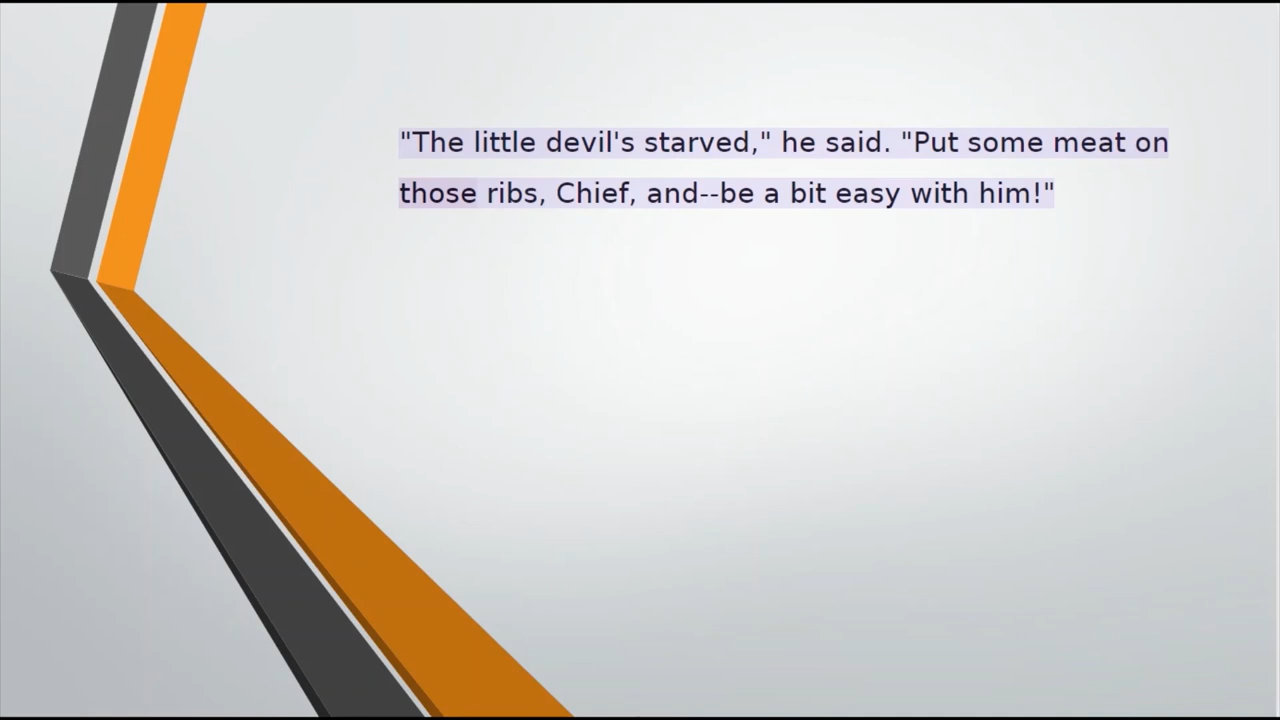 "The little devil's starved," he said. "Put some meat on
those ribs, Chief, and--be a bit easy with him!"